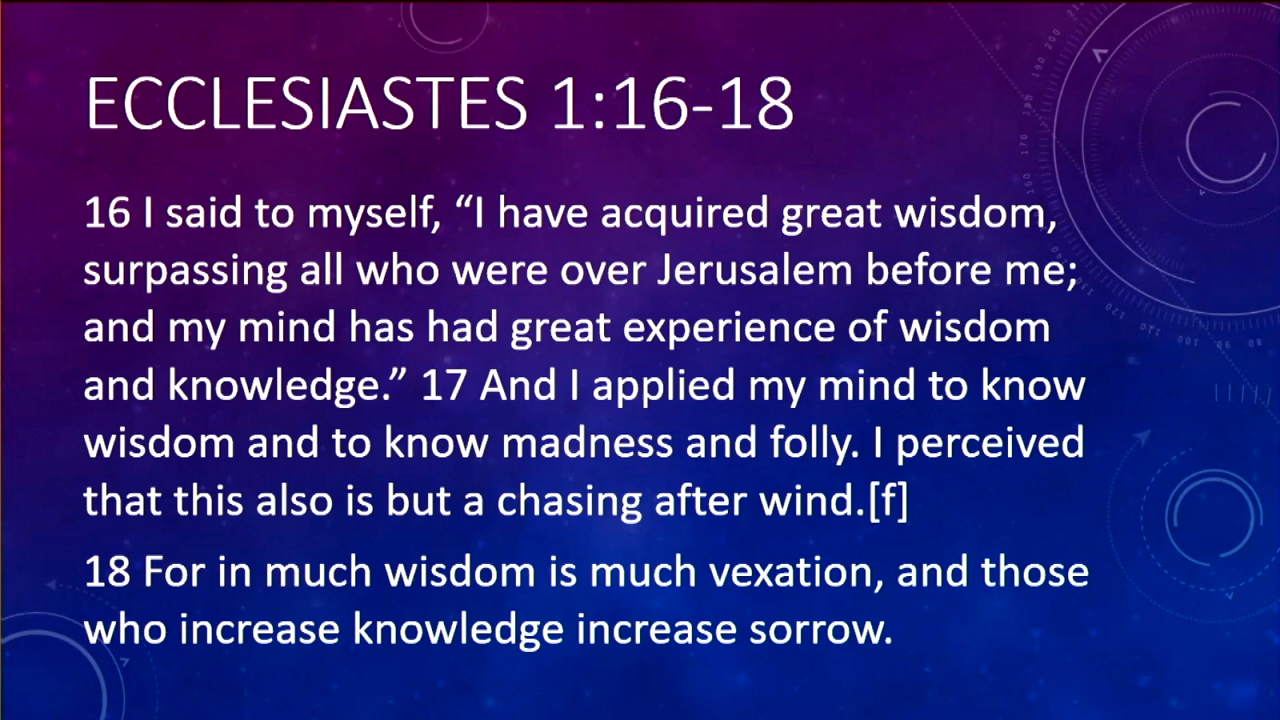 ECCLESIASTES 1:16-18
16 I said to myself, “I have acquired great wisdom,
surpassing all who were over Jerusalem before me;
and my mind has had great experience of wisdom
and knowledge.” 17 And I applied my mind to know
wisdom and to know madness and folly. I perceived
that this also is but a chasing after wind.[f]
18 For in much wisdom is much vexation, and those
who increase knowledge increase sorrow.